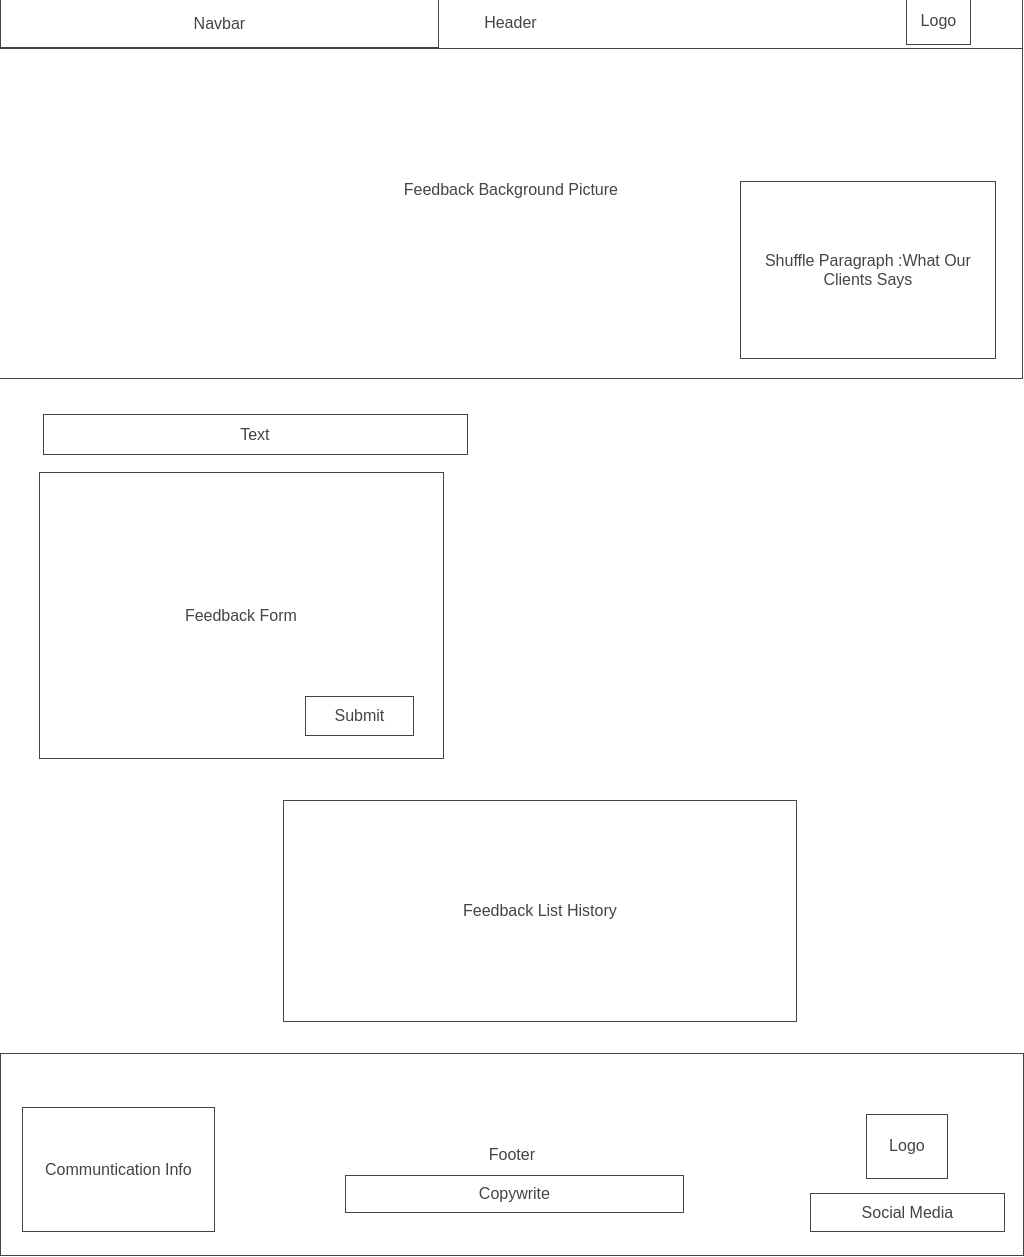 Navbar
Header
Logo
Feedback Background Picture
Shuffle Paragraph :What Our
Clients Says
Text
Feedback Form
Submit
Feedback List History
Communtication Info
Footer
Copywrite
Logo
Social Media